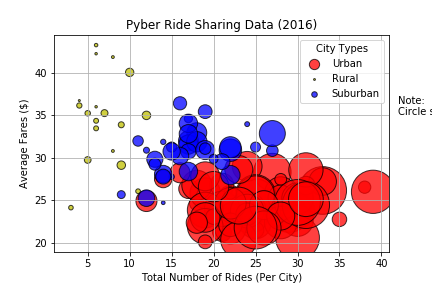 Pyber Ride Sharing Data (2016)
City Types
Urban
Rural
Suburban
Note:
Circle
Average Fares ($)
40
35
30
25
20
5
10
15
20
25
30
35
40
Total Number of Rides (Per City)